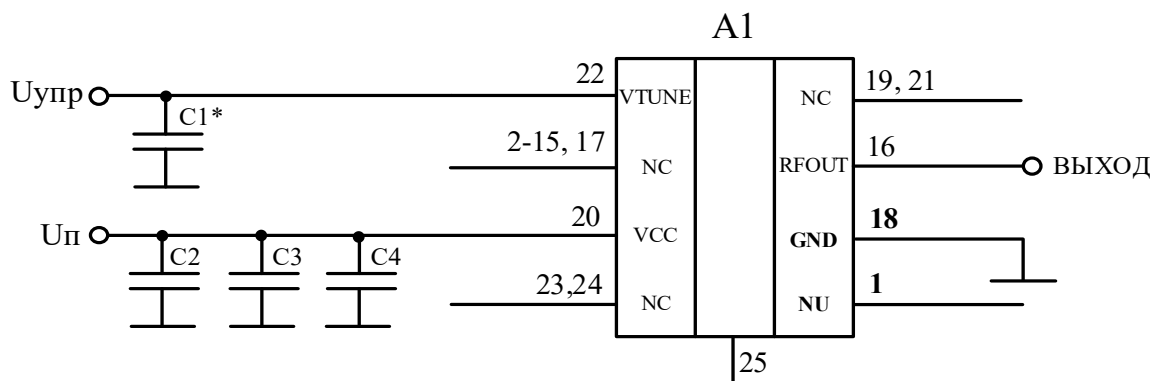 A1
Uупр
C1*
22
VTUNE
NC
19, 21
2-15, 17
NC
RFOUT
16
ВЫХОД
Uп
C2
C3
C4
20
VCC
GND
18
23,24
NC
NU
1
25